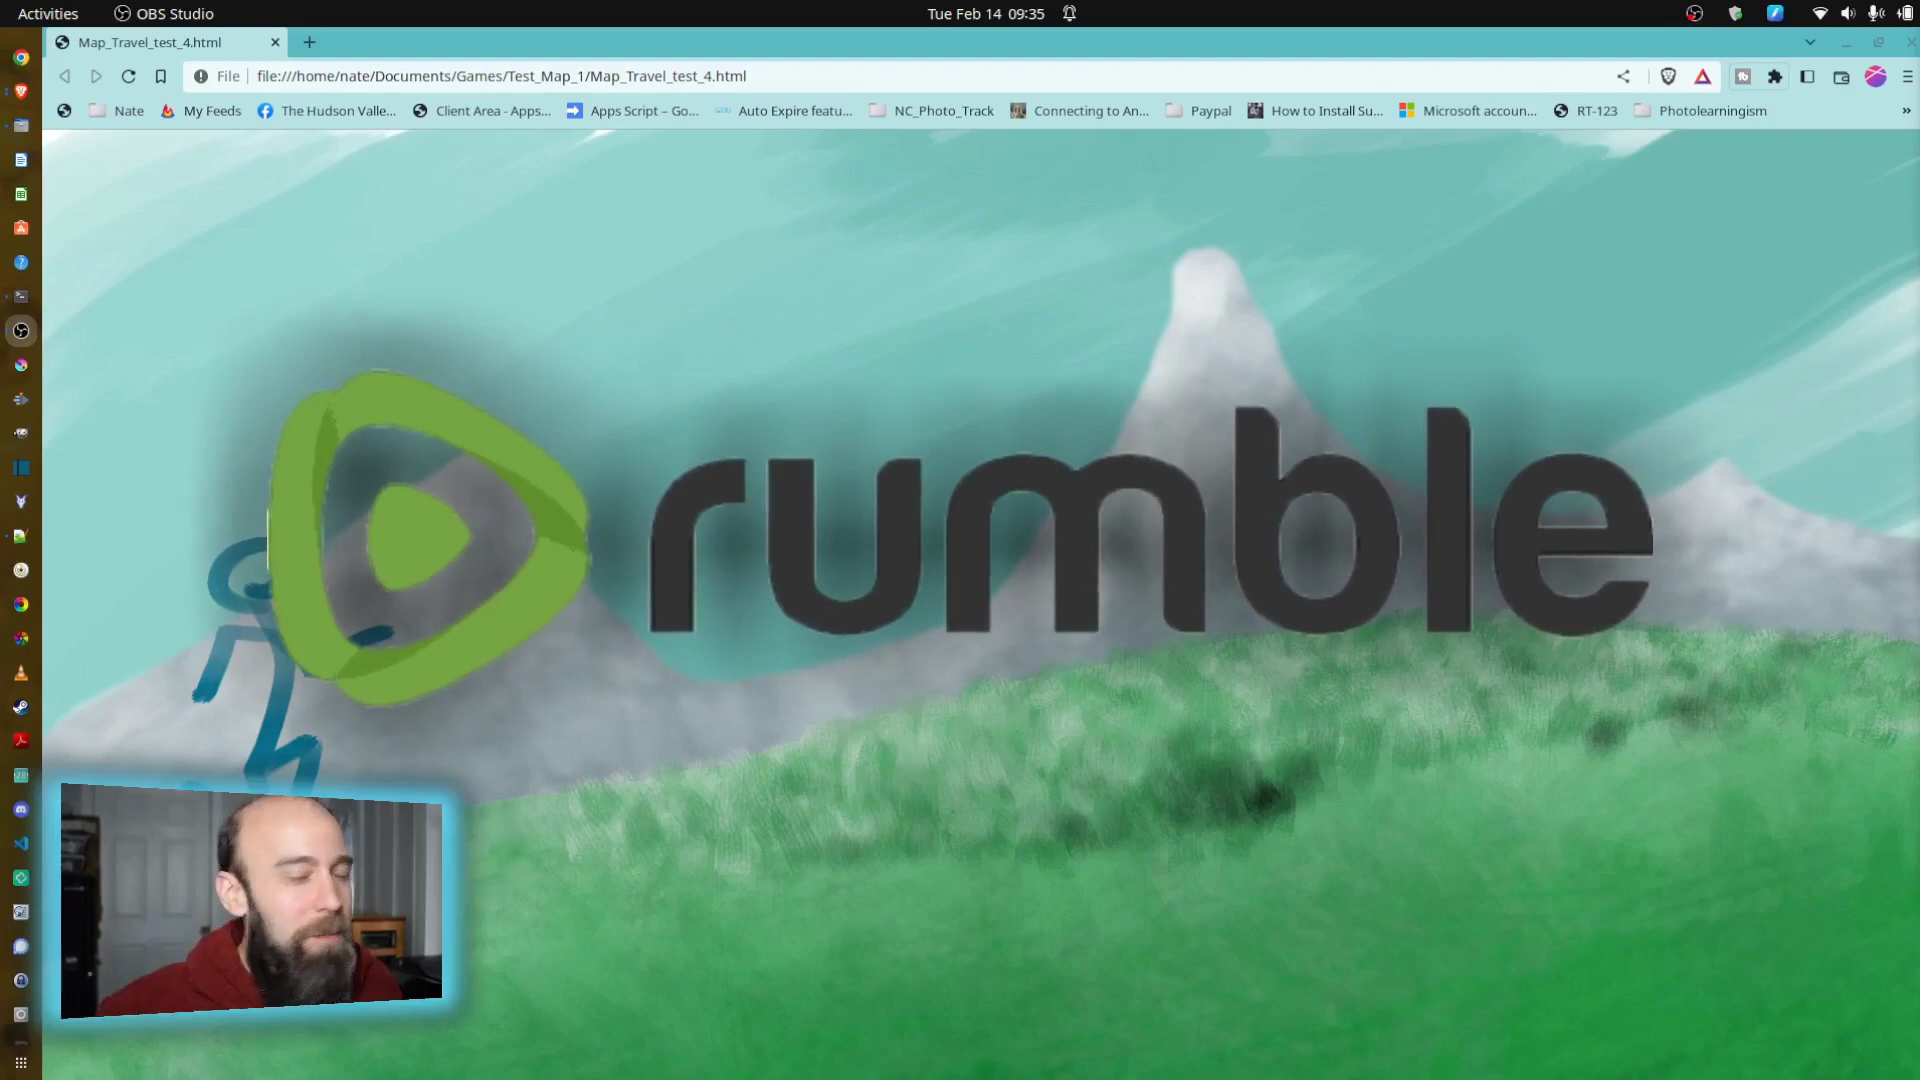 Activities OBS Studio Tue Feb 14 09:35
Map_Travel_test_4.html
File file:///home/nate/Documents/Games/Test_Map_1/Map_Travel_test_4.html
Nate My Feeds The Hudson Valle... Client Area - Apps... Apps Script – Go... Auto Expire featu... NC_Photo_Track Connecting to An... Paypal How to Install Su... Microsoft accoun... RT-123 Photolearningism »
rumble